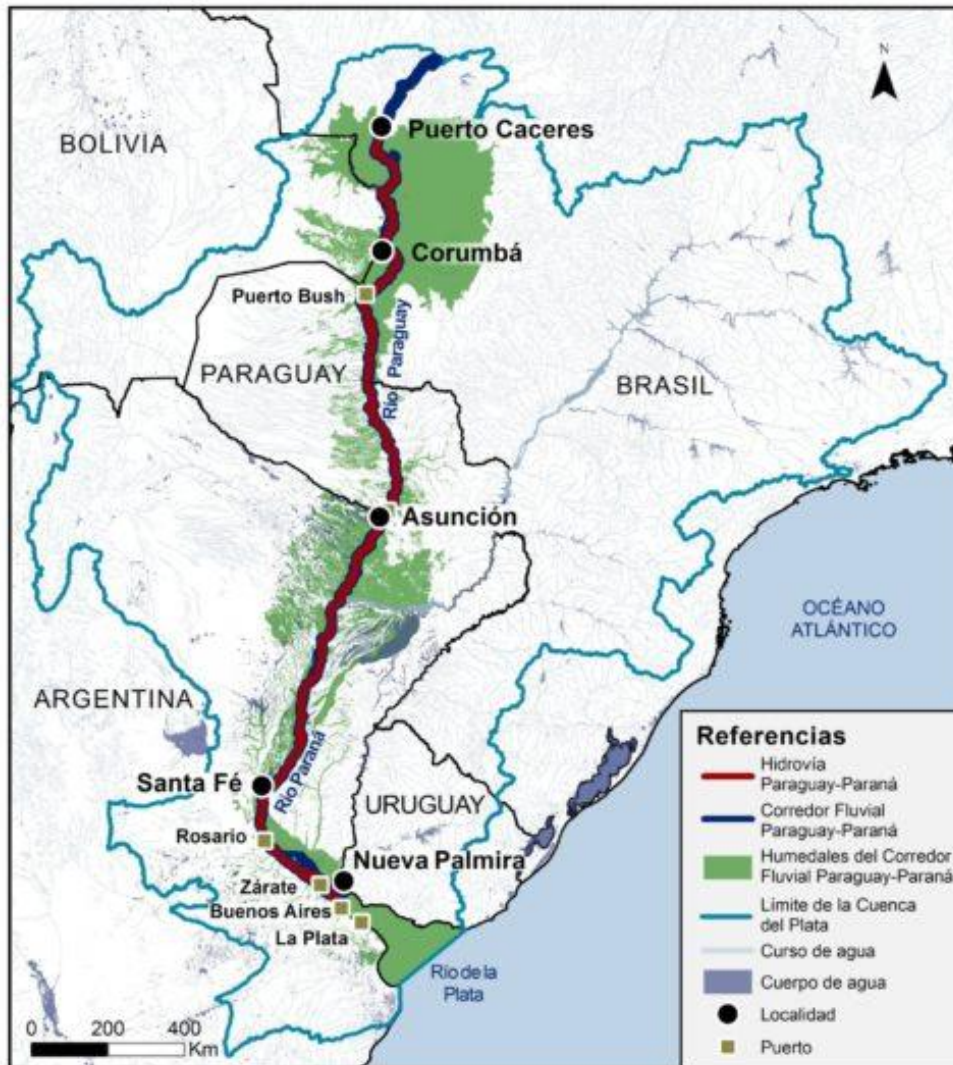 N
BOLIVIA
Puerto Caceres
Corumbá
Puerto Bush
Río Paraguay
PARAGUAY
BRASIL
Asunción
OCÉANO
ATLÁNTICO
ARGENTINA
Río Paraná
Santa Fé
URUGUAY
Rosario
Nueva Palmira
Zárate
Buenos Aires
La Plata
Río de la
Plata
0 200 400
Km
Referencias
Hidrovía
Paraguay-Paraná
Corredor Fluvial
Paraguay-Paraná
Humedales del Corredor
Fluvial Paraguay-Paraná
Límite de la Cuenca
del Plata
Curso de agua
Cuerpo de agua
Localidad
Puerto